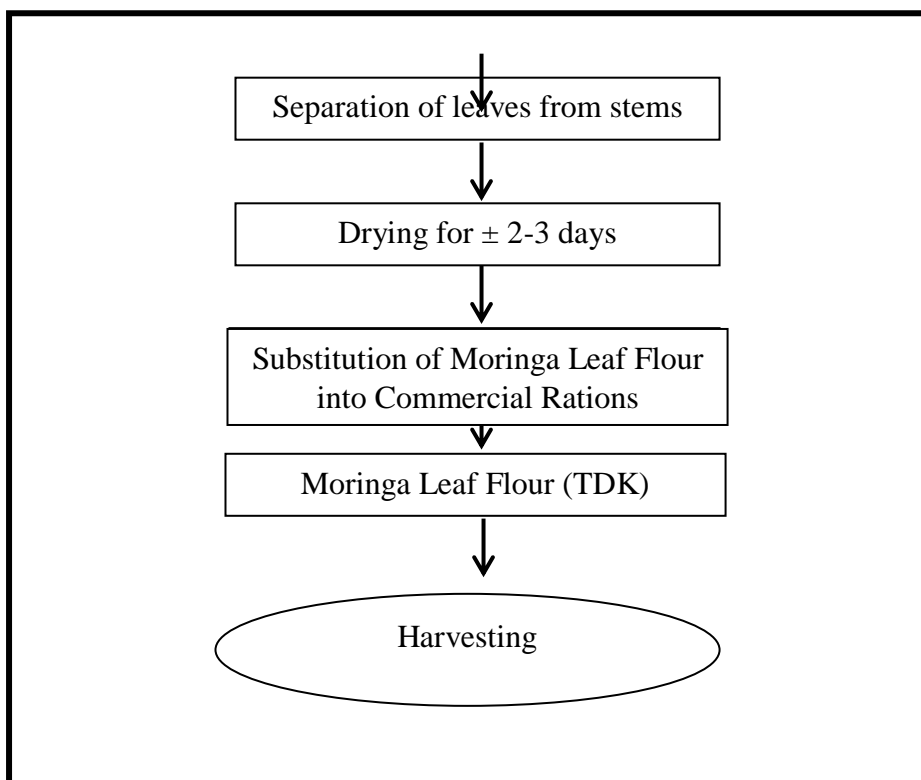 Separation of leaves from stems
Drying for ± 2-3 days
Substitution of Moringa Leaf Flour
into Commercial Rations
Moringa Leaf Flour (TDK)
Harvesting